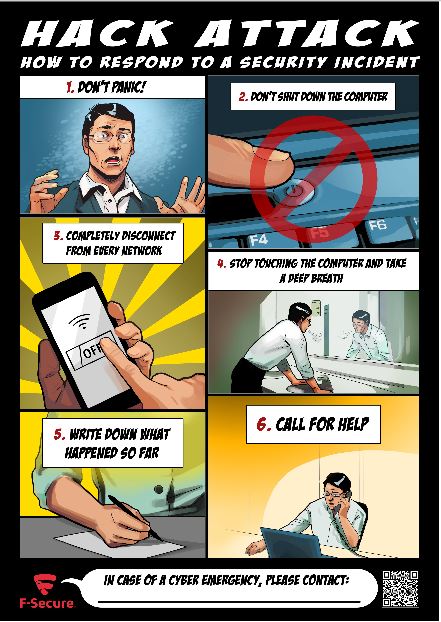 HACK ATTACK
HOW TO RESPOND TO A SECURITY INCIDENT
1. DON'T PANIC!
2. DON'T SHUT DOWN THE COMPUTER
F4
F5
F6
3. COMPLETELY DISCONNECT
FROM EVERY NETWORK
/OFF
4. STOP TOUCHING THE COMPUTER AND TAKE
A DEEP BREATH
5. WRITE DOWN WHAT
HAPPENED SO FAR
6. CALL FOR HELP
F-Secure
IN CASE OF A CYBER EMERGENCY, PLEASE CONTACT: